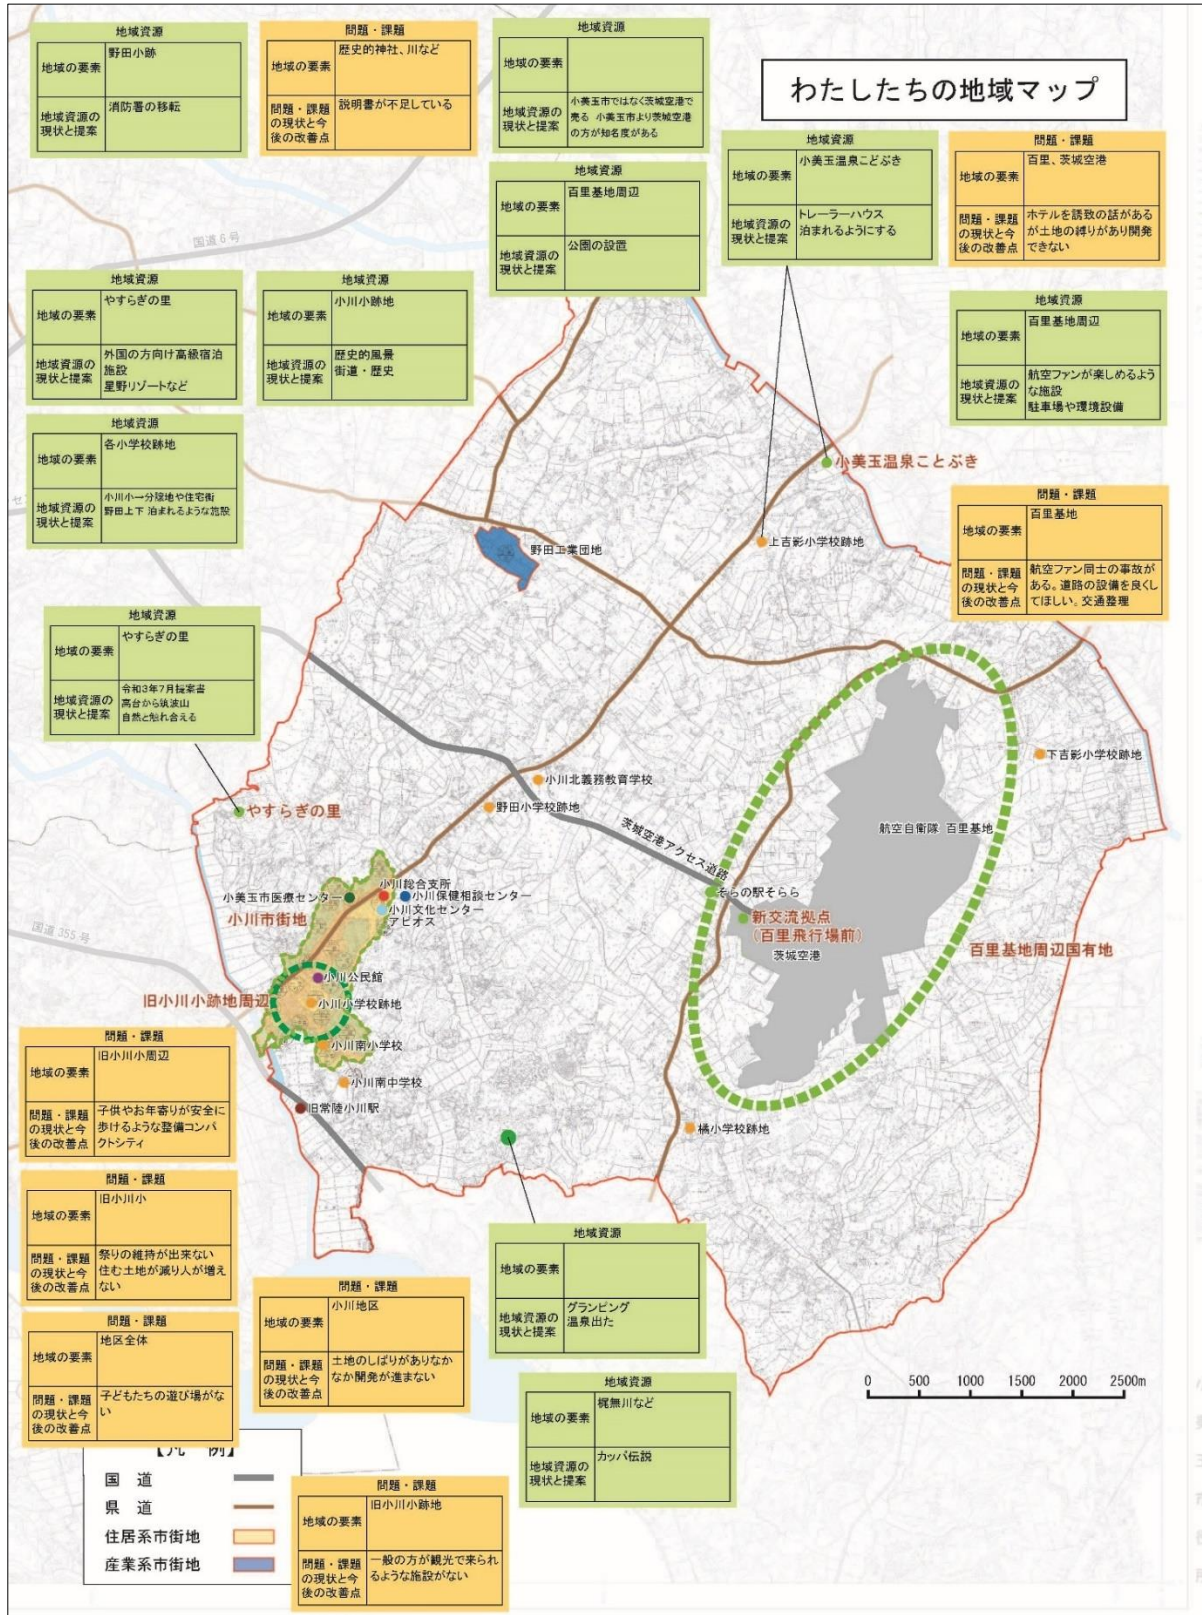 わたしたちの地域マップ
地域資源
地域の要素
野田小跡
地域資源の
現状と提案
消防署の移転
問題・課題
地域の要素
歴史的神社、川など
問題・課題
の現状と今
後の改善点
説明書が不足している
地域資源
地域の要素
地域資源の
現状と提案
小美玉市ではなく茨城空港で
売る 小美玉市より茨城空港
の方が知名度がある
地域資源
地域の要素
百里基地周辺
地域資源の
現状と提案
公園の設置
地域資源
地域の要素
小美玉温泉ことぶき
地域資源の
現状と提案
トレーラーハウス
泊まれるようにする
問題・課題
地域の要素
百里、茨城空港
問題・課題
の現状と今
後の改善点
ホテルを誘致の話がある
が土地の縛りがあり開発
できない
地域資源
地域の要素
やすらぎの里
地域資源の
現状と提案
外国の方向け高級宿泊
施設
星野リゾートなど
地域資源
地域の要素
小川小跡地
地域資源の
現状と提案
歴史的風景
街道・歴史
地域資源
地域の要素
百里基地周辺
地域資源の
現状と提案
航空ファンが楽しめるよう
な施設
駐車場や環境設備
地域資源
地域の要素
各小学校跡地
地域資源の
現状と提案
小川小→分譲地や住宅街
野田上下 泊まれるような施設
問題・課題
地域の要素
百里基地
問題・課題
の現状と今
後の改善点
航空ファン同士の事故が
ある。道路の設備を良くし
てほしい。交通整理
地域資源
地域の要素
やすらぎの里
地域資源の
現状と提案
令和3年7月提案書
高台から筑波山
自然と触れ合える
国道6号
国道355号
小美玉温泉ことぶき
上吉影小学校跡地
野田工業団地
下吉影小学校跡地
小川北義務教育学校
野田小学校跡地
やすらぎの里
茨城空港アクセス道路
航空自衛隊 百里基地
そらの駅そらら
新交流拠点
(百里飛行場前)
茨城空港
百里基地周辺国有地
小川総合支所
小美玉市医療センター
小川保健相談センター
小川文化センター
アピオス
小川市街地
小川公民館
旧小川小跡地周辺
小川小学校跡地
小川南小学校
小川南中学校
旧常陸小川駅
橘小学校跡地
問題・課題
地域の要素
旧小川小周辺
問題・課題
の現状と今
後の改善点
子供やお年寄りが安全に
歩けるような整備コンパ
クトシティ
問題・課題
地域の要素
旧小川小
問題・課題
の現状と今
後の改善点
祭りの維持が出来ない
住む土地が減り人が増え
ない
問題・課題
地域の要素
地区全体
問題・課題
の現状と今
後の改善点
子どもたちの遊び場がな
い
問題・課題
地域の要素
小川地区
問題・課題
の現状と今
後の改善点
土地のしばりがありなか
なか開発が進まない
地域資源
地域の要素
地域資源の
現状と提案
グランピング
温泉出た
地域資源
地域の要素
梶無川など
地域資源の
現状と提案
カッパ伝説
問題・課題
地域の要素
旧小川小跡地
問題・課題
の現状と今
後の改善点
一般の方が観光で来られ
るような施設がない
0 500 1000 1500 2000 2500m
【凡 例】
国 道
県 道
住居系市街地
産業系市街地